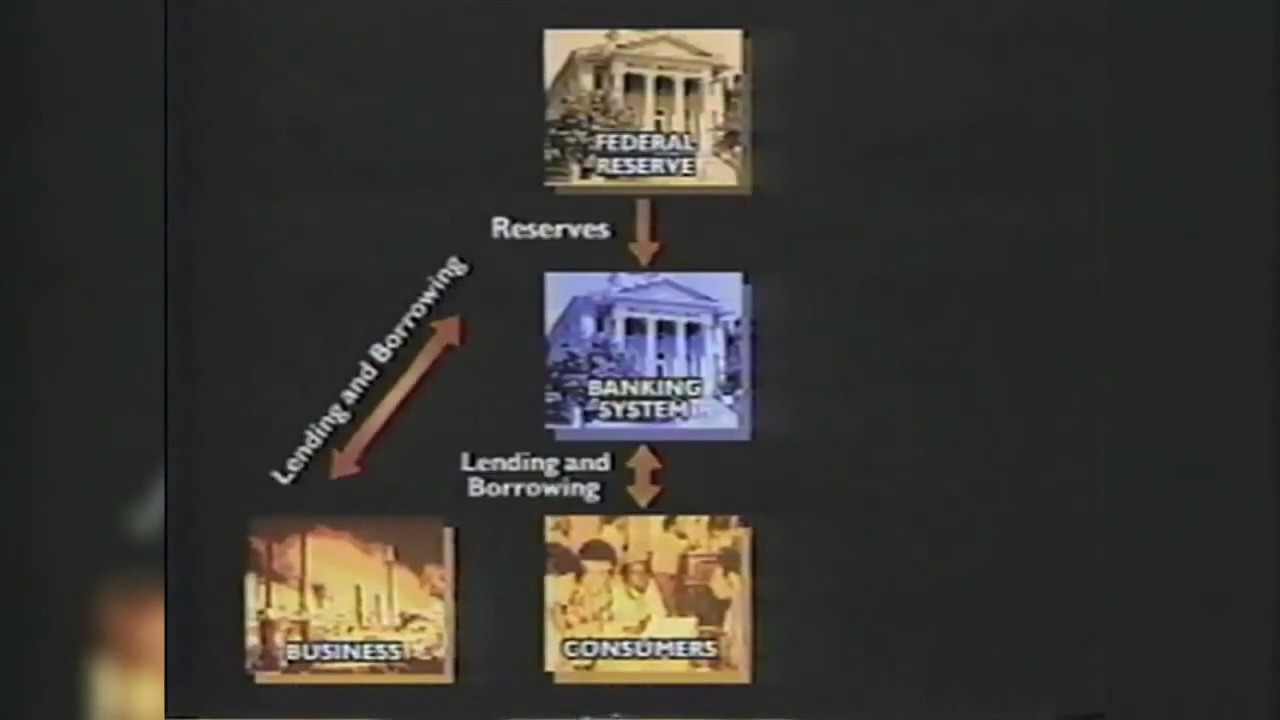 FEDERAL
RESERVE
Reserves
Lending and Borrowing
BANKING
SYSTEM
Lending and
Borrowing
BUSINESS
CONSUMERS